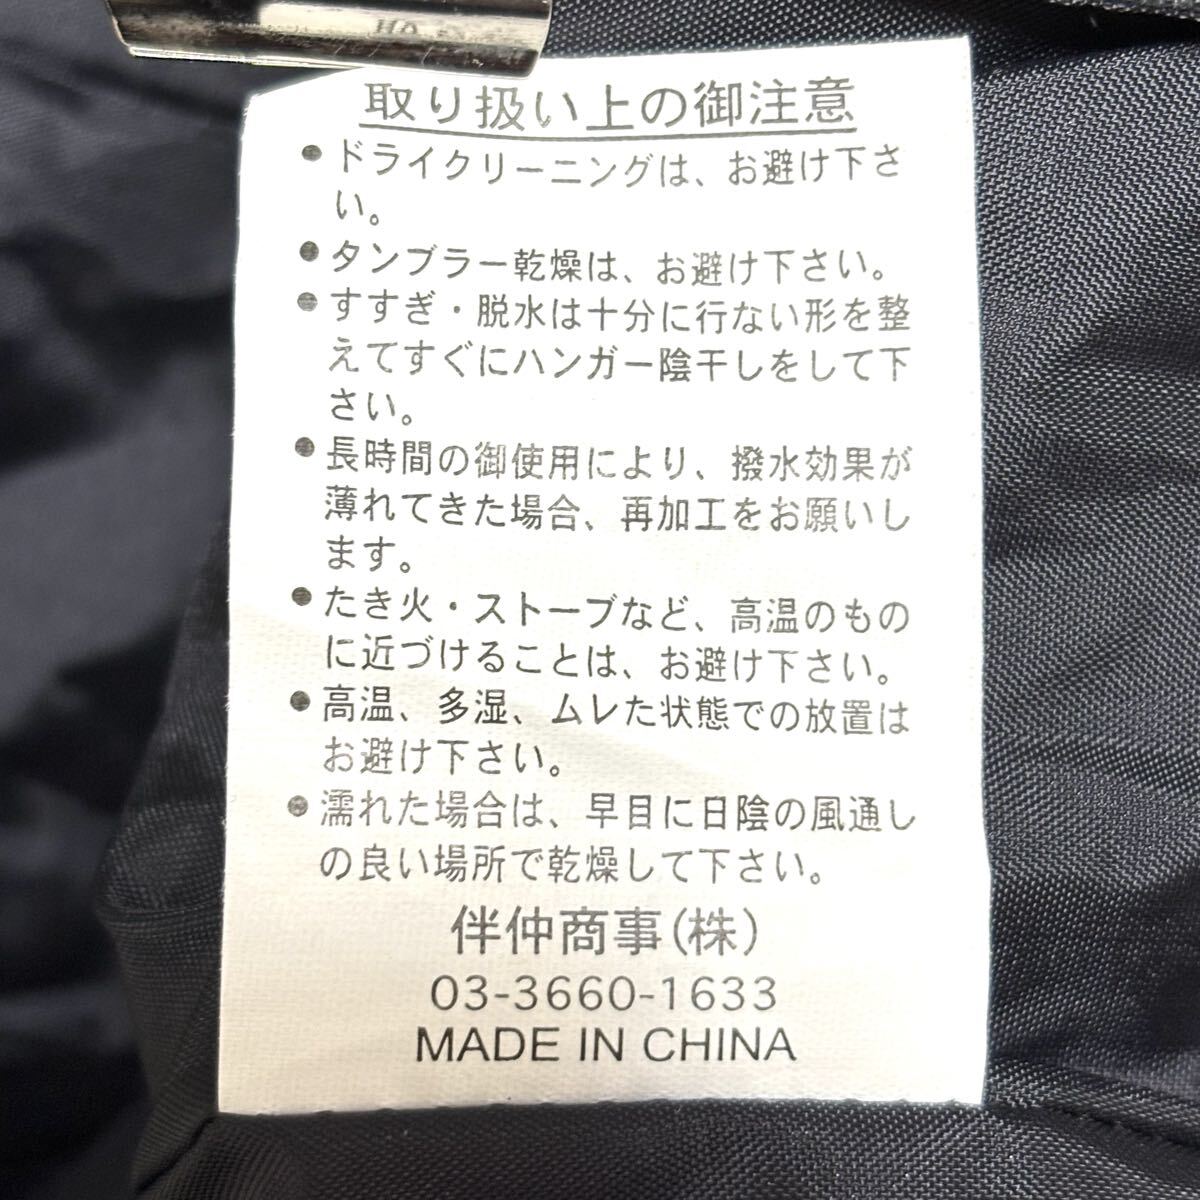 取り扱い上の御注意
●ドライクリーニングは、お避け下さ
い。
●タンブラー乾燥は、お避け下さい。
●すすぎ・脱水は十分に行ない形を整
えてすぐにハンガー陰干しをして下
さい。
●長時間の御使用により、撥水効果が
薄れてきた場合、再加工をお願いし
ます。
●たき火・ストーブなど、高温のもの
に近づけることは、お避け下さい。
●高温、多湿、ムレた状態での放置は
お避け下さい。
●濡れた場合は、早目に日陰の風通し
の良い場所で乾燥して下さい。
伴仲商事(株)
03-3660-1633
MADE IN CHINA